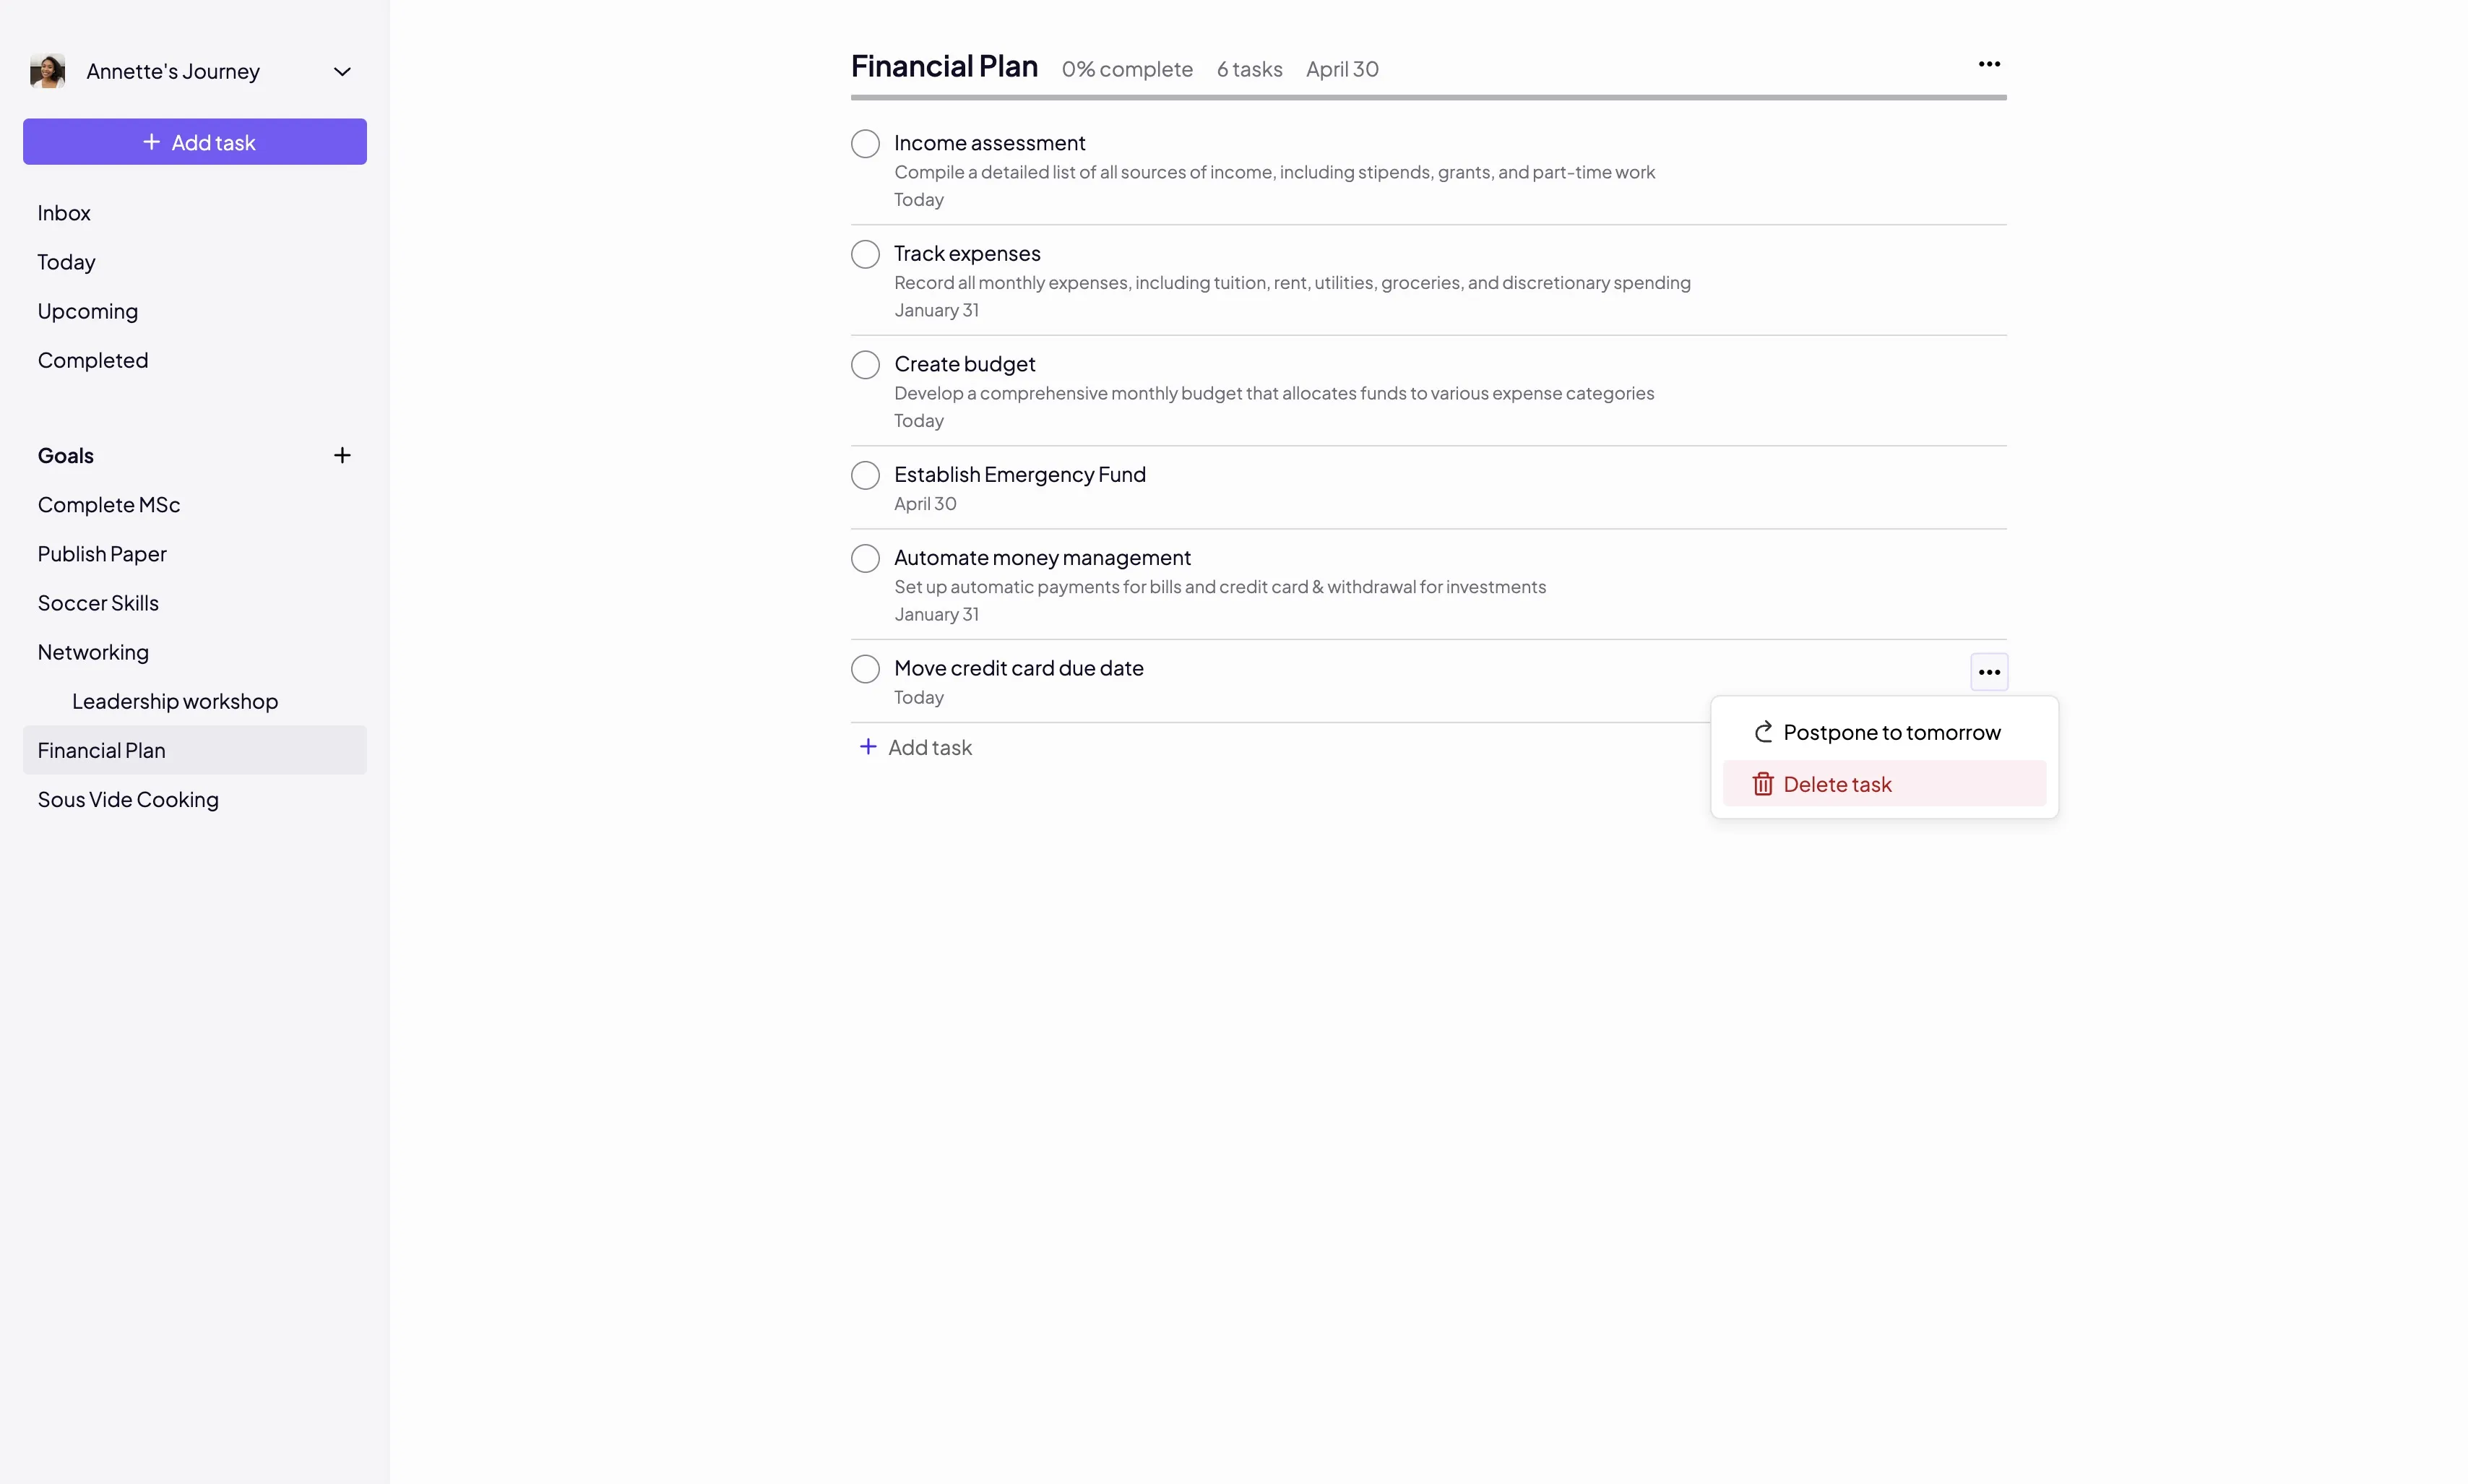 Annette's Journey
+ Add task
Inbox
Today
Upcoming
Completed
Goals
Complete MSc
Publish Paper
Soccer Skills
Networking
Leadership workshop
Financial Plan
Sous Vide Cooking
Financial Plan 0% complete 6 tasks April 30
Income assessment
Compile a detailed list of all sources of income, including stipends, grants, and part-time work
Today
Track expenses
Record all monthly expenses, including tuition, rent, utilities, groceries, and discretionary spending
January 31
Create budget
Develop a comprehensive monthly budget that allocates funds to various expense categories
Today
Establish Emergency Fund
April 30
Automate money management
Set up automatic payments for bills and credit card & withdrawal for investments
January 31
Move credit card due date
Today
+ Add task
Postpone to tomorrow
Delete task